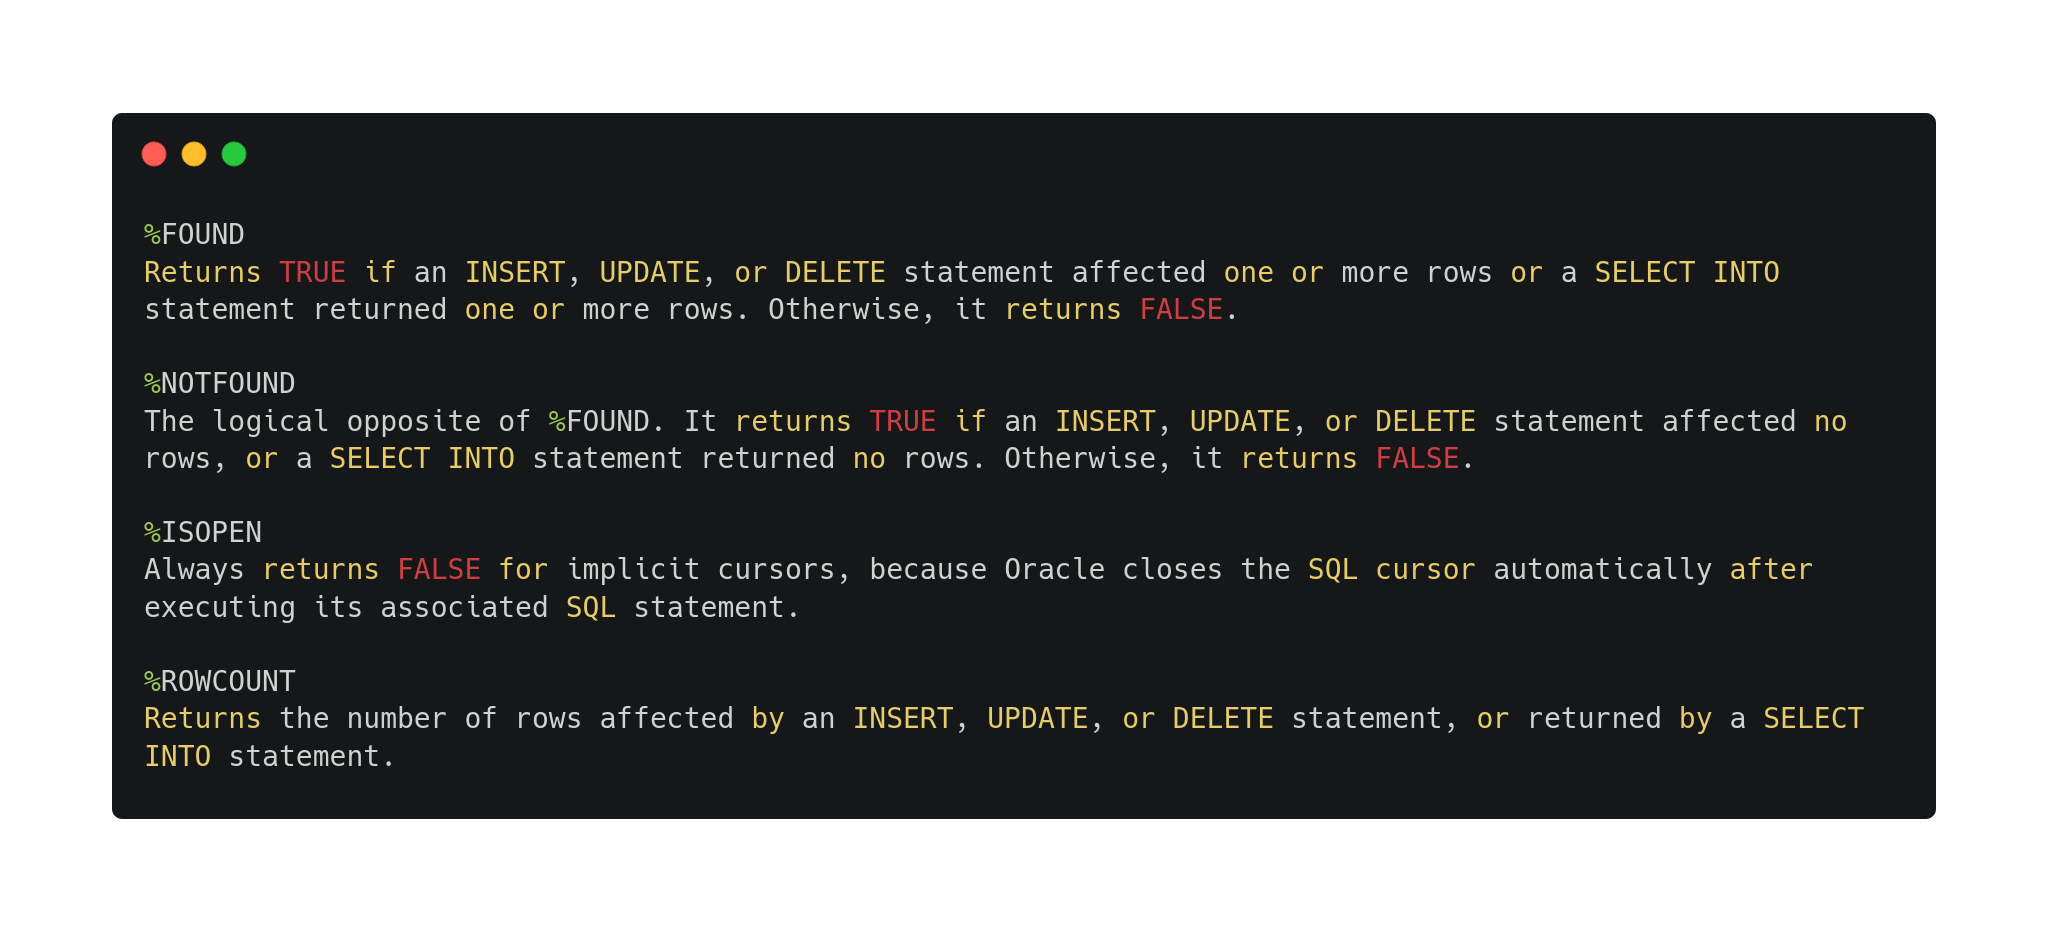 %FOUND
Returns TRUE if an INSERT, UPDATE, or DELETE statement affected one or more rows or a SELECT INTO
statement returned one or more rows. Otherwise, it returns FALSE.
%NOTFOUND
The logical opposite of %FOUND. It returns TRUE if an INSERT, UPDATE, or DELETE statement affected no
rows, or a SELECT INTO statement returned no rows. Otherwise, it returns FALSE.
%ISOPEN
Always returns FALSE for implicit cursors, because Oracle closes the SQL cursor automatically after
executing its associated SQL statement.
%ROWCOUNT
Returns the number of rows affected by an INSERT, UPDATE, or DELETE statement, or returned by a SELECT
INTO statement.